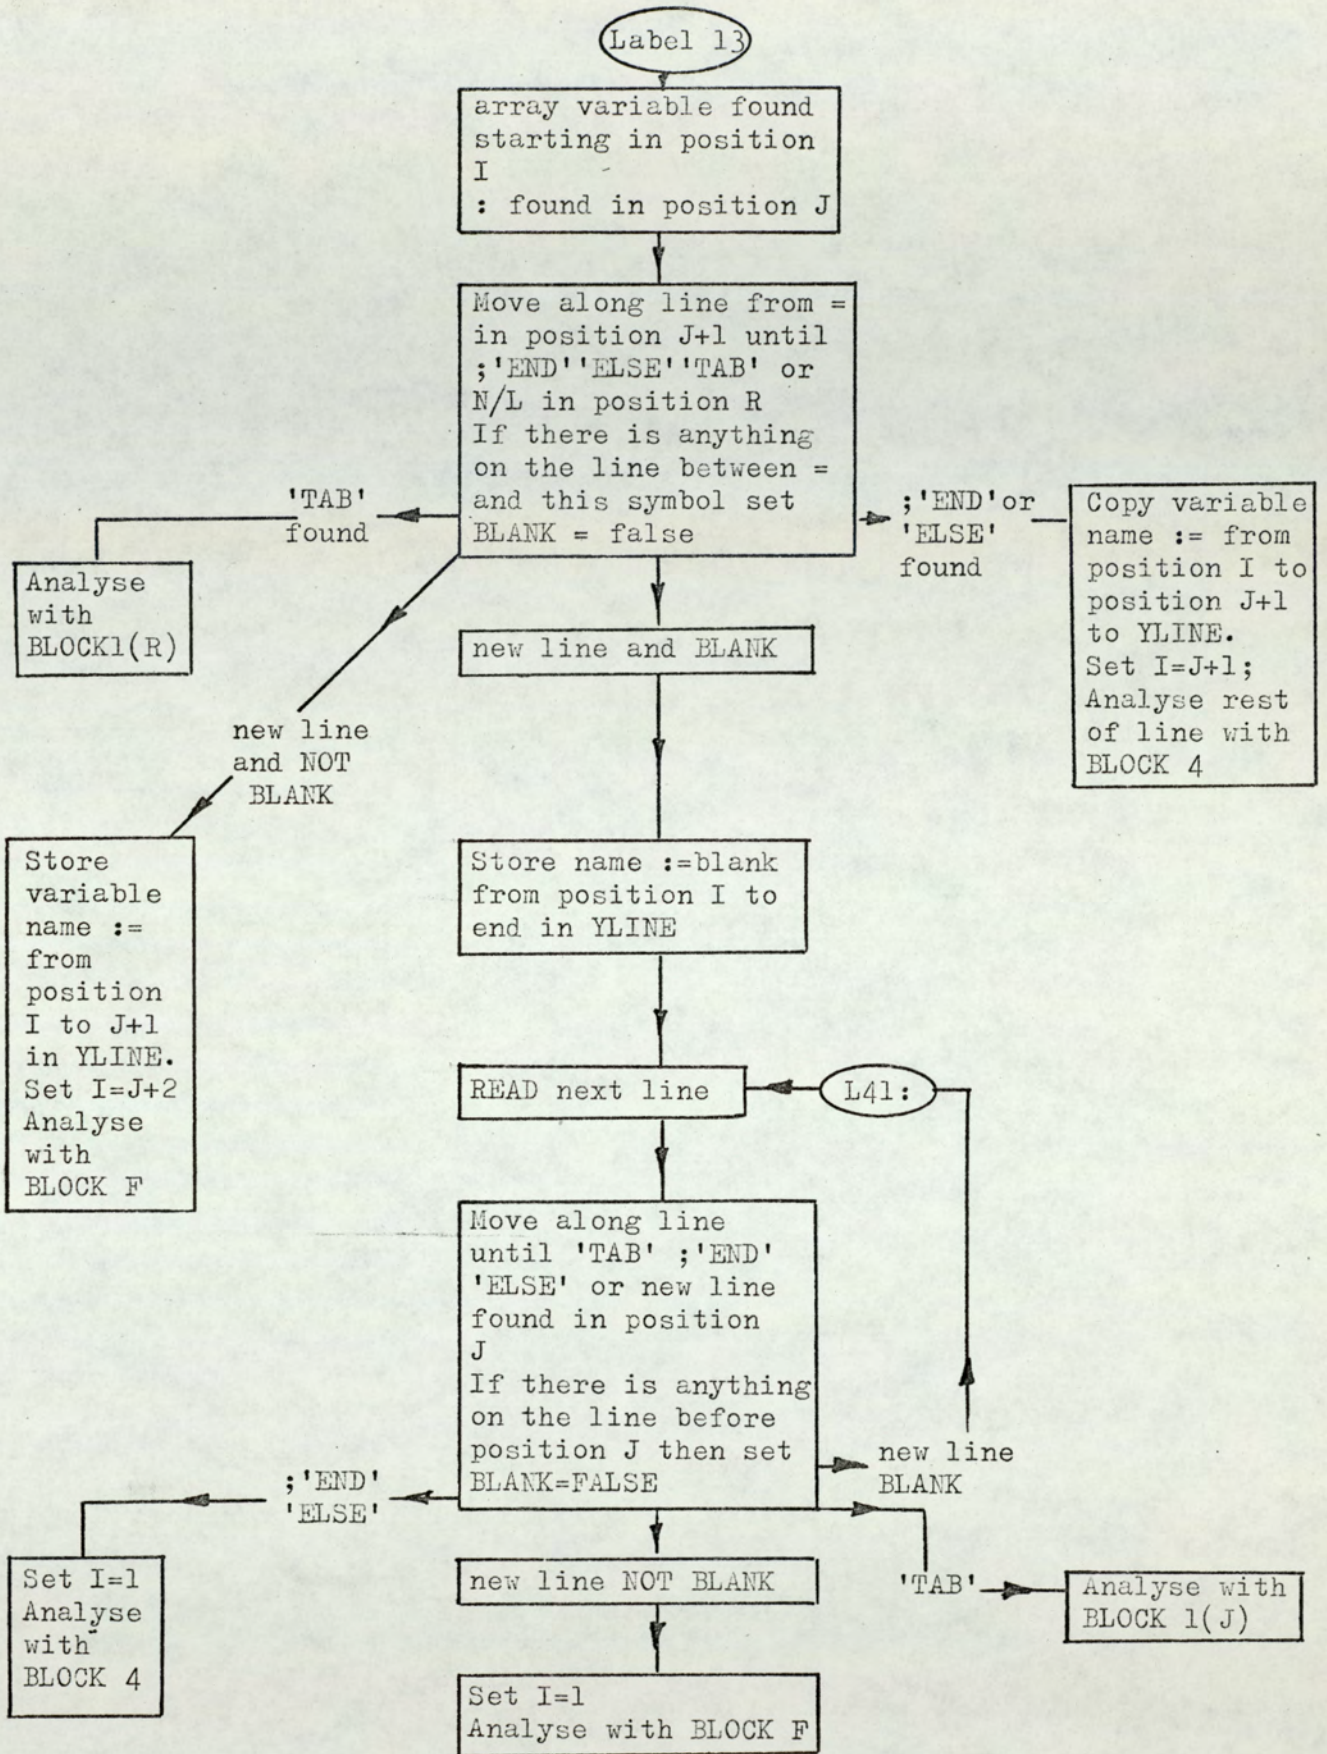 Label 13
array variable found
starting in position
I
: found in position J
Move along line from =
in position J+1 until
;'END''ELSE''TAB' or
N/L in position R
If there is anything
on the line between =
and this symbol set
BLANK = false
'TAB'
found
;'END'or
'ELSE'
found
Copy variable
name := from
position I to
position J+1
to YLINE.
Set I=J+1;
Analyse rest
of line with
BLOCK 4
Analyse
with
BLOCK1(R)
new line and BLANK
new line
and NOT
BLANK
Store
variable
name :=
from
position
I to J+1
in YLINE.
Set I=J+2
Analyse
with
BLOCK F
Store name :=blank
from position I to
end in YLINE
READ next line
L41:
Move along line
until 'TAB' ;'END'
'ELSE' or new line
found in position
J
If there is anything
on the line before
position J then set
BLANK=FALSE
new line
BLANK
;'END'
'ELSE'
Set I=1
Analyse
with
BLOCK 4
new line NOT BLANK
'TAB'
Analyse with
BLOCK 1(J)
Set I=1
Analyse with BLOCK F